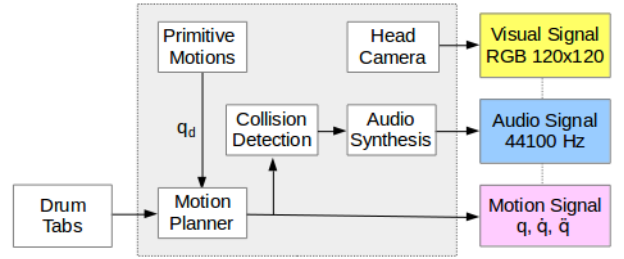 Primitive
Motions
Head
Camera
Visual Signal
RGB 120x120
q_d
Collision
Detection
Audio
Synthesis
Audio Signal
44100 Hz
Drum
Tabs
Motion
Planner
Motion Signal
q, q̇, q̈